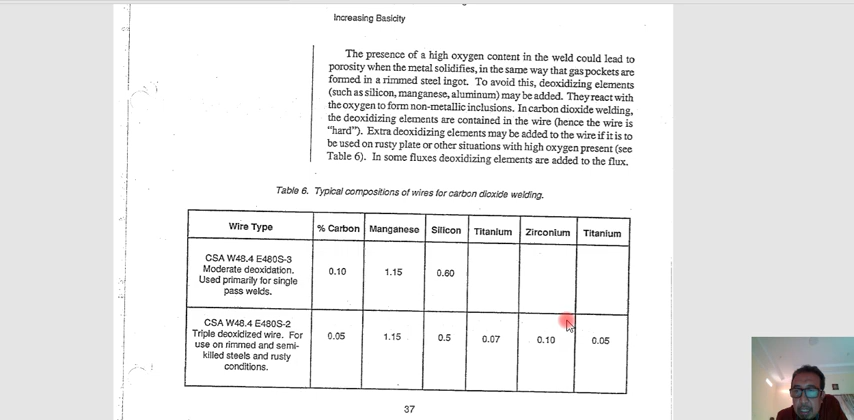 Increasing Basicity
The presence of a high oxygen content in the weld could lead to
porosity when the metal solidifies, in the same way that gas pockets are
formed in a rimmed steel ingot. To avoid this, deoxidizing elements
(such as silicon, manganese, aluminum) may be added. They react with
the oxygen to form non-metallic inclusions. In carbon dioxide welding,
the deoxidizing elements are contained in the wire (hence the wire is
"hard"). Extra deoxidizing elements may be added to the wire if it is to
be used on rusty plate or other situations with high oxygen present (see
Table 6). In some fluxes deoxidizing elements are added to the flux.
Table 6. Typical compositions of wires for carbon dioxide welding.
Wire Type % Carbon Manganese Silicon Titanium Zirconium Titanium
CSA W48.4 E480S-3
Moderate deoxidation.
Used primarily for single
pass welds.
0.10 1.15 0.60
CSA W48.4 E480S-2
Triple deoxidized wire. For
use on rimmed and semi-
killed steels and rusty
conditions.
0.05 1.15 0.5 0.07 0.10 0.05
37